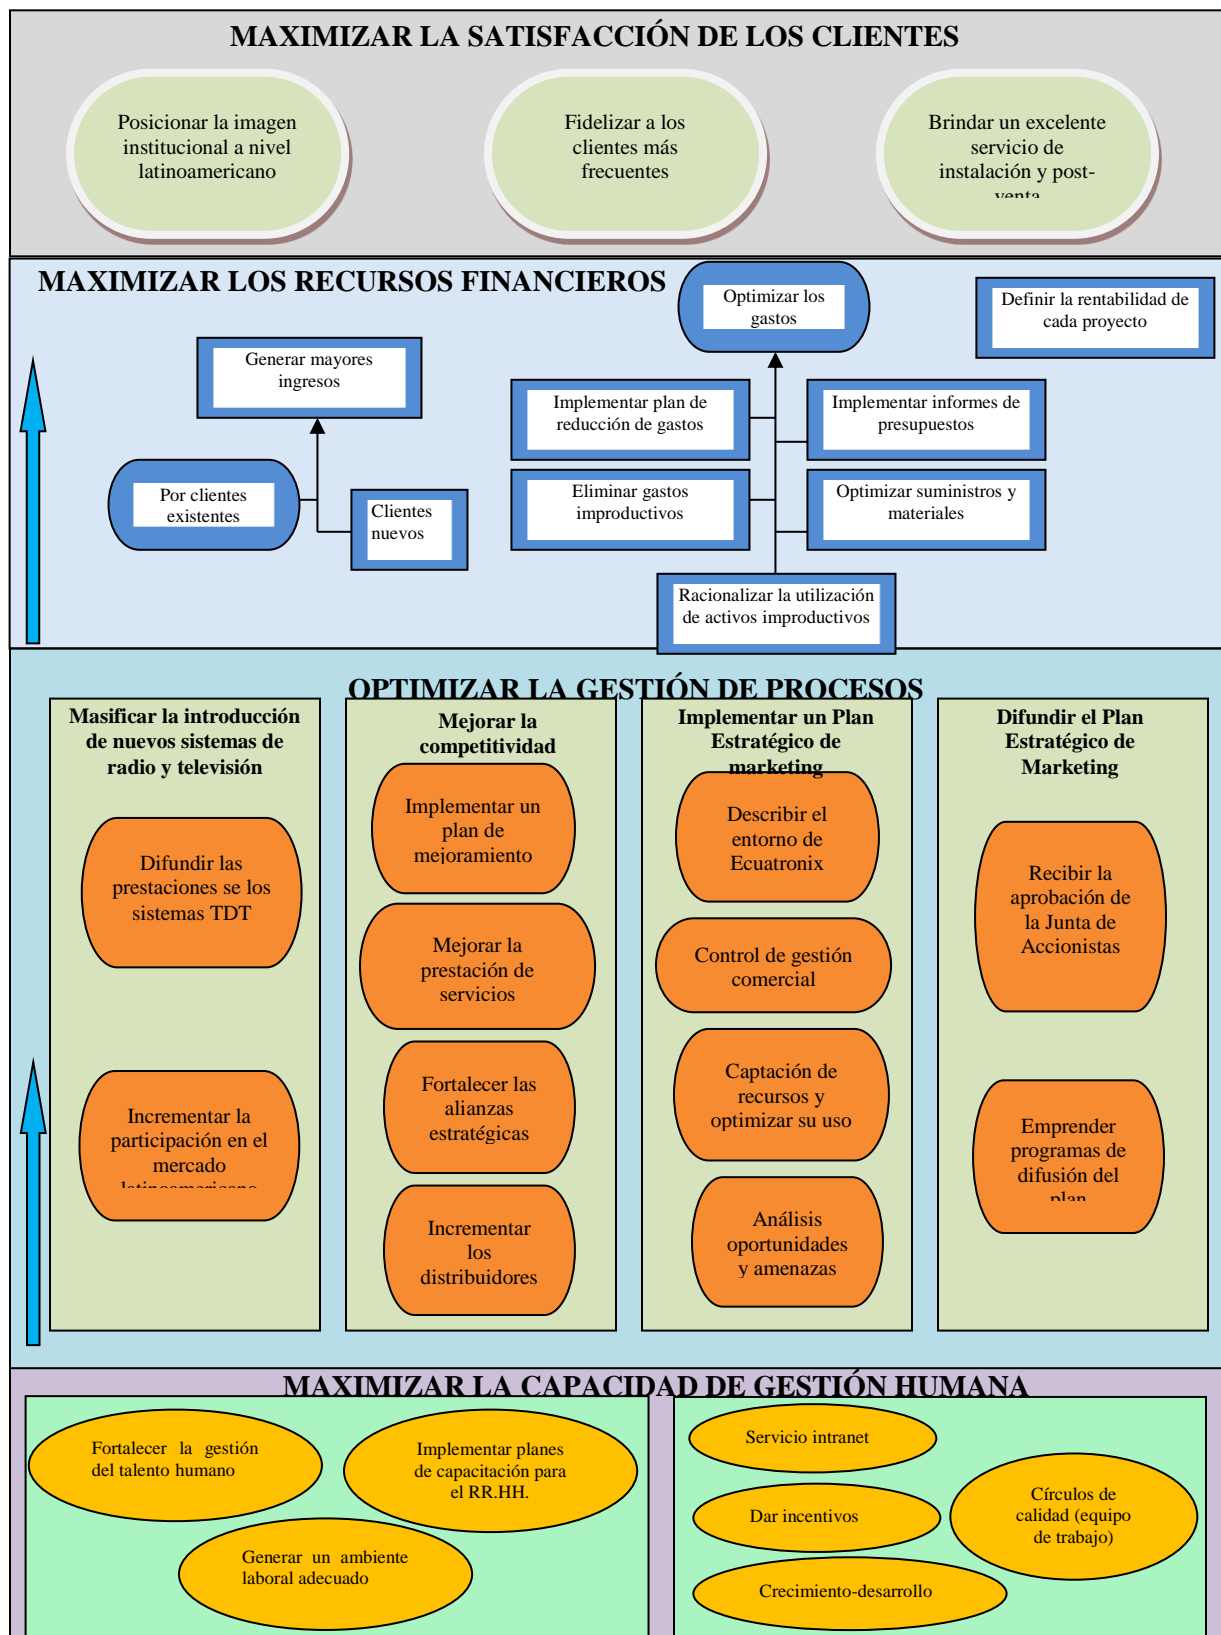 MAXIMIZAR LA SATISFACCIÓN DE LOS CLIENTES
Posicionar la imagen
institucional a nivel
latinoamericano
Fidelizar a los
clientes más
frecuentes
Brindar un excelente
servicio de
instalación y post-
venta
MAXIMIZAR LOS RECURSOS FINANCIEROS
Optimizar los
gastos
Definir la rentabilidad de
cada proyecto
Generar mayores
ingresos
Implementar plan de
reducción de gastos
Implementar informes de
presupuestos
Por clientes
existentes
Clientes
nuevos
Eliminar gastos
improductivos
Optimizar suministros y
materiales
Racionalizar la utilización
de activos improductivos
OPTIMIZAR LA GESTIÓN DE PROCESOS
Masificar la introducción
de nuevos sistemas de
radio y televisión
Difundir las
prestaciones se los
sistemas TDT
Incrementar la
participación en el
mercado
latinoamericano
Mejorar la
competitividad
Implementar un
plan de
mejoramiento
Mejorar la
prestación de
servicios
Fortalecer las
alianzas
estratégicas
Incrementar
los
distribuidores
Implementar un Plan
Estratégico de
marketing
Describir el
entorno de
Ecuatronix
Control de gestión
comercial
Captación de
recursos y
optimizar su uso
Análisis
oportunidades
y amenazas
Difundir el Plan
Estratégico de
Marketing
Recibir la
aprobación de
la Junta de
Accionistas
Emprender
programas de
difusión del
plan
MAXIMIZAR LA CAPACIDAD DE GESTIÓN HUMANA
Fortalecer la gestión
del talento humano
Implementar planes
de capacitación para
el RR.HH.
Generar un ambiente
laboral adecuado
Servicio intranet
Dar incentivos
Círculos de
calidad (equipo
de trabajo)
Crecimiento-desarrollo